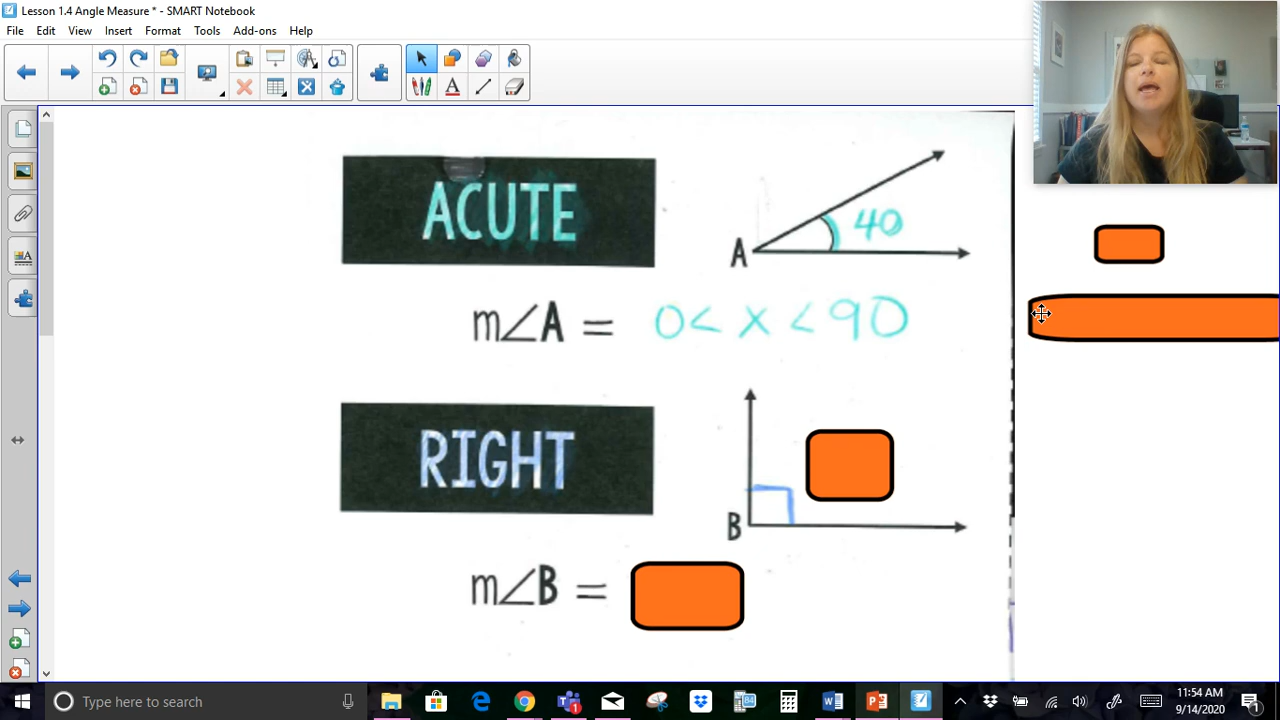 Lesson 1.4 Angle Measure * - SMART Notebook
File Edit View Insert Format Tools Add-ons Help
ACUTE
40
A
m∠A = 0 < x < 90
RIGHT
B
m∠B =
Type here to search
11:54 AM
9/14/2020